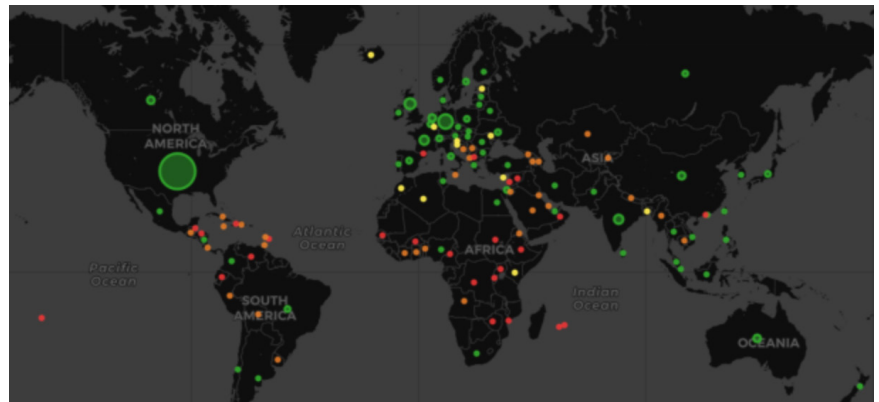 NORTH
AMERICA
ASIA
Atlantic
Ocean
AFRICA
Pacific
Ocean
Indian
Ocean
SOUTH
AMERICA
OCEANIA